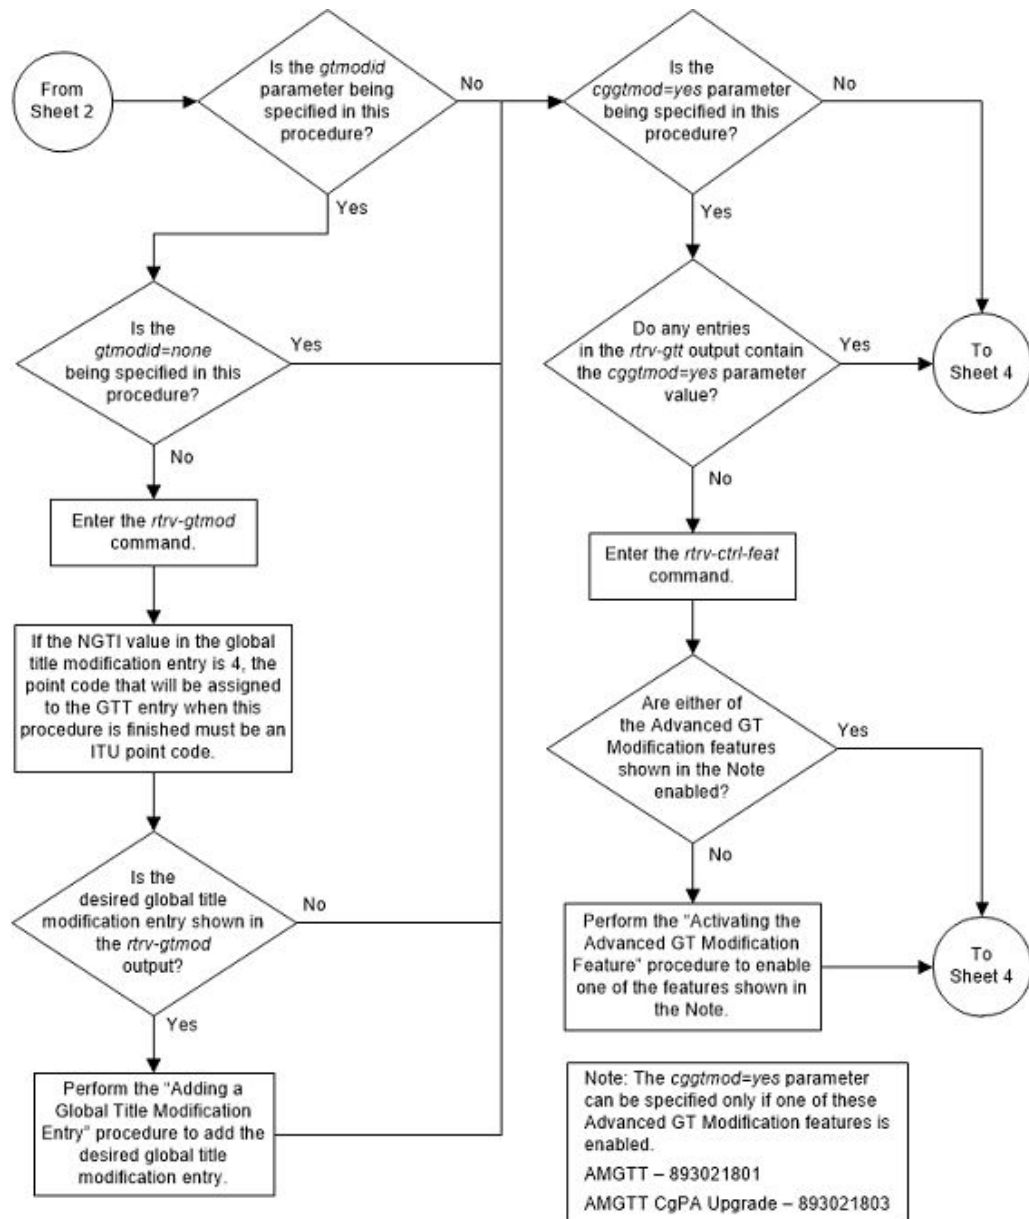 From
Sheet 2
Is the gtmodid
parameter being
specified in this
procedure?
No
Yes
Is the
cggtmod=yes parameter
being specified in this
procedure?
No
Yes
Is the
gtmodid=none
being specified in this
procedure?
Yes
No
Do any entries
in the rtrv-gtt output contain
the cggtmod=yes parameter
value?
Yes
No
To
Sheet 4
Enter the rtrv-gtmod
command.
Enter the rtrv-ctrl-feat
command.
If the NGTI value in the global
title modification entry is 4, the
point code that will be assigned
to the GTT entry when this
procedure is finished must be an
ITU point code.
Are either of
the Advanced GT
Modification features
shown in the Note
enabled?
Yes
No
Is the
desired global title
modification entry shown in
the rtrv-gtmod
output?
No
Yes
Perform the "Activating the
Advanced GT Modification
Feature" procedure to enable
one of the features shown in
the Note.
To
Sheet 4
Perform the "Adding a
Global Title Modification
Entry" procedure to add the
desired global title
modification entry.
Note: The cggtmod=yes parameter
can be specified only if one of these
Advanced GT Modification features is
enabled.
AMGTT – 893021801
AMGTT CgPA Upgrade – 893021803